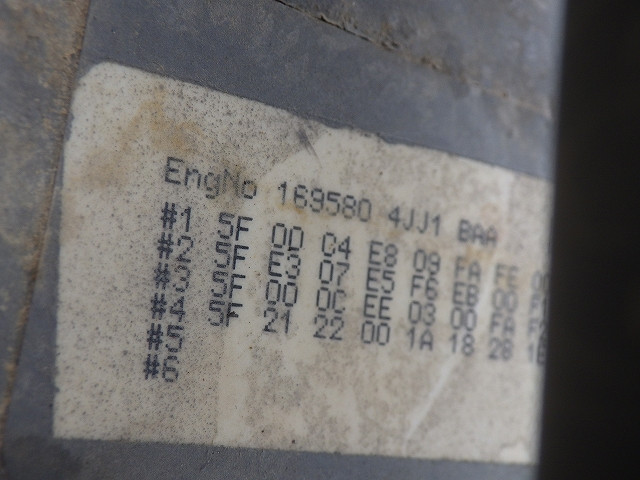 EngNo 169580 4JJ1 BAA
#1 5F 0D C4 E8 09 FA FE
#2 5F E3 07 E5 F6 EB 00
#3 5F 00 0C EE 03 00 FA
#4 5F 21 22 00 1A 18 28
#5
#6